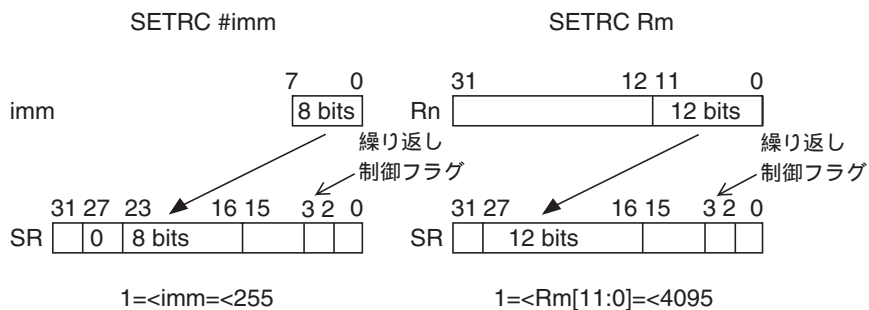 SETRC #imm
7 0
imm 8 bits
繰り返し
制御フラグ
31 27 23 16 15 3 2 0
SR 0 8 bits
1=<imm=<255
SETRC Rm
31 12 11 0
Rn 12 bits
繰り返し
制御フラグ
31 27 16 15 3 2 0
SR 12 bits
1=<Rm[11:0]=<4095